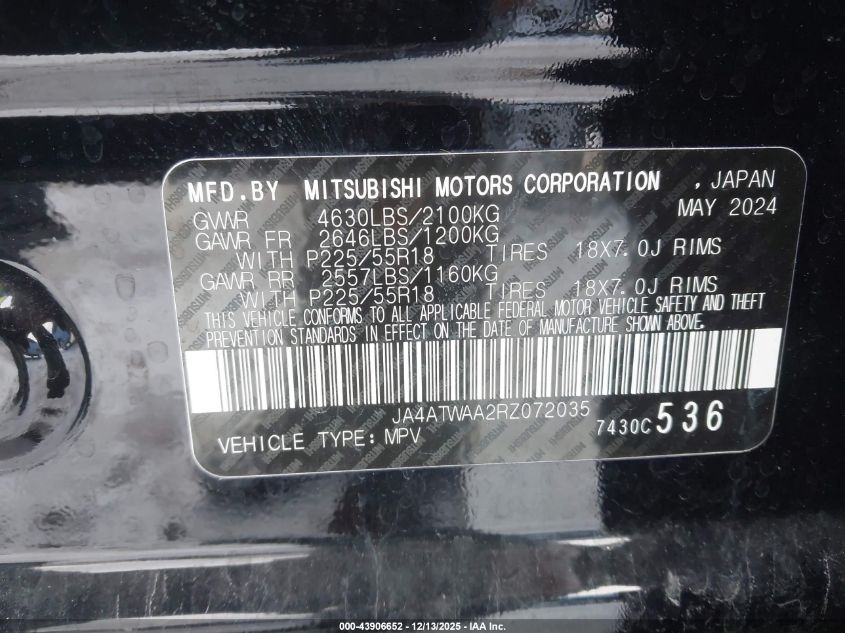 MFD.BY MITSUBISHI MOTORS CORPORATION , JAPAN
GVWR 4630LBS/2100KG MAY 2024
GAWR FR 2646LBS/1200KG
WITH P225/55R18 TIRES 18X7.0J RIMS
GAWR RR 2557LBS/1160KG
WITH P225/55R18 TIRES 18X7.0J RIMS
THIS VEHICLE CONFORMS TO ALL APPLICABLE FEDERAL MOTOR VEHICLE SAFETY AND THEFT
PREVENTION STANDARDS IN EFFECT ON THE DATE OF MANUFACTURE SHOWN ABOVE.
JA4ATWAA2RZ072035
VEHICLE TYPE: MPV 7430C 536
000-43906652 - 12/13/2025 - IAA Inc.